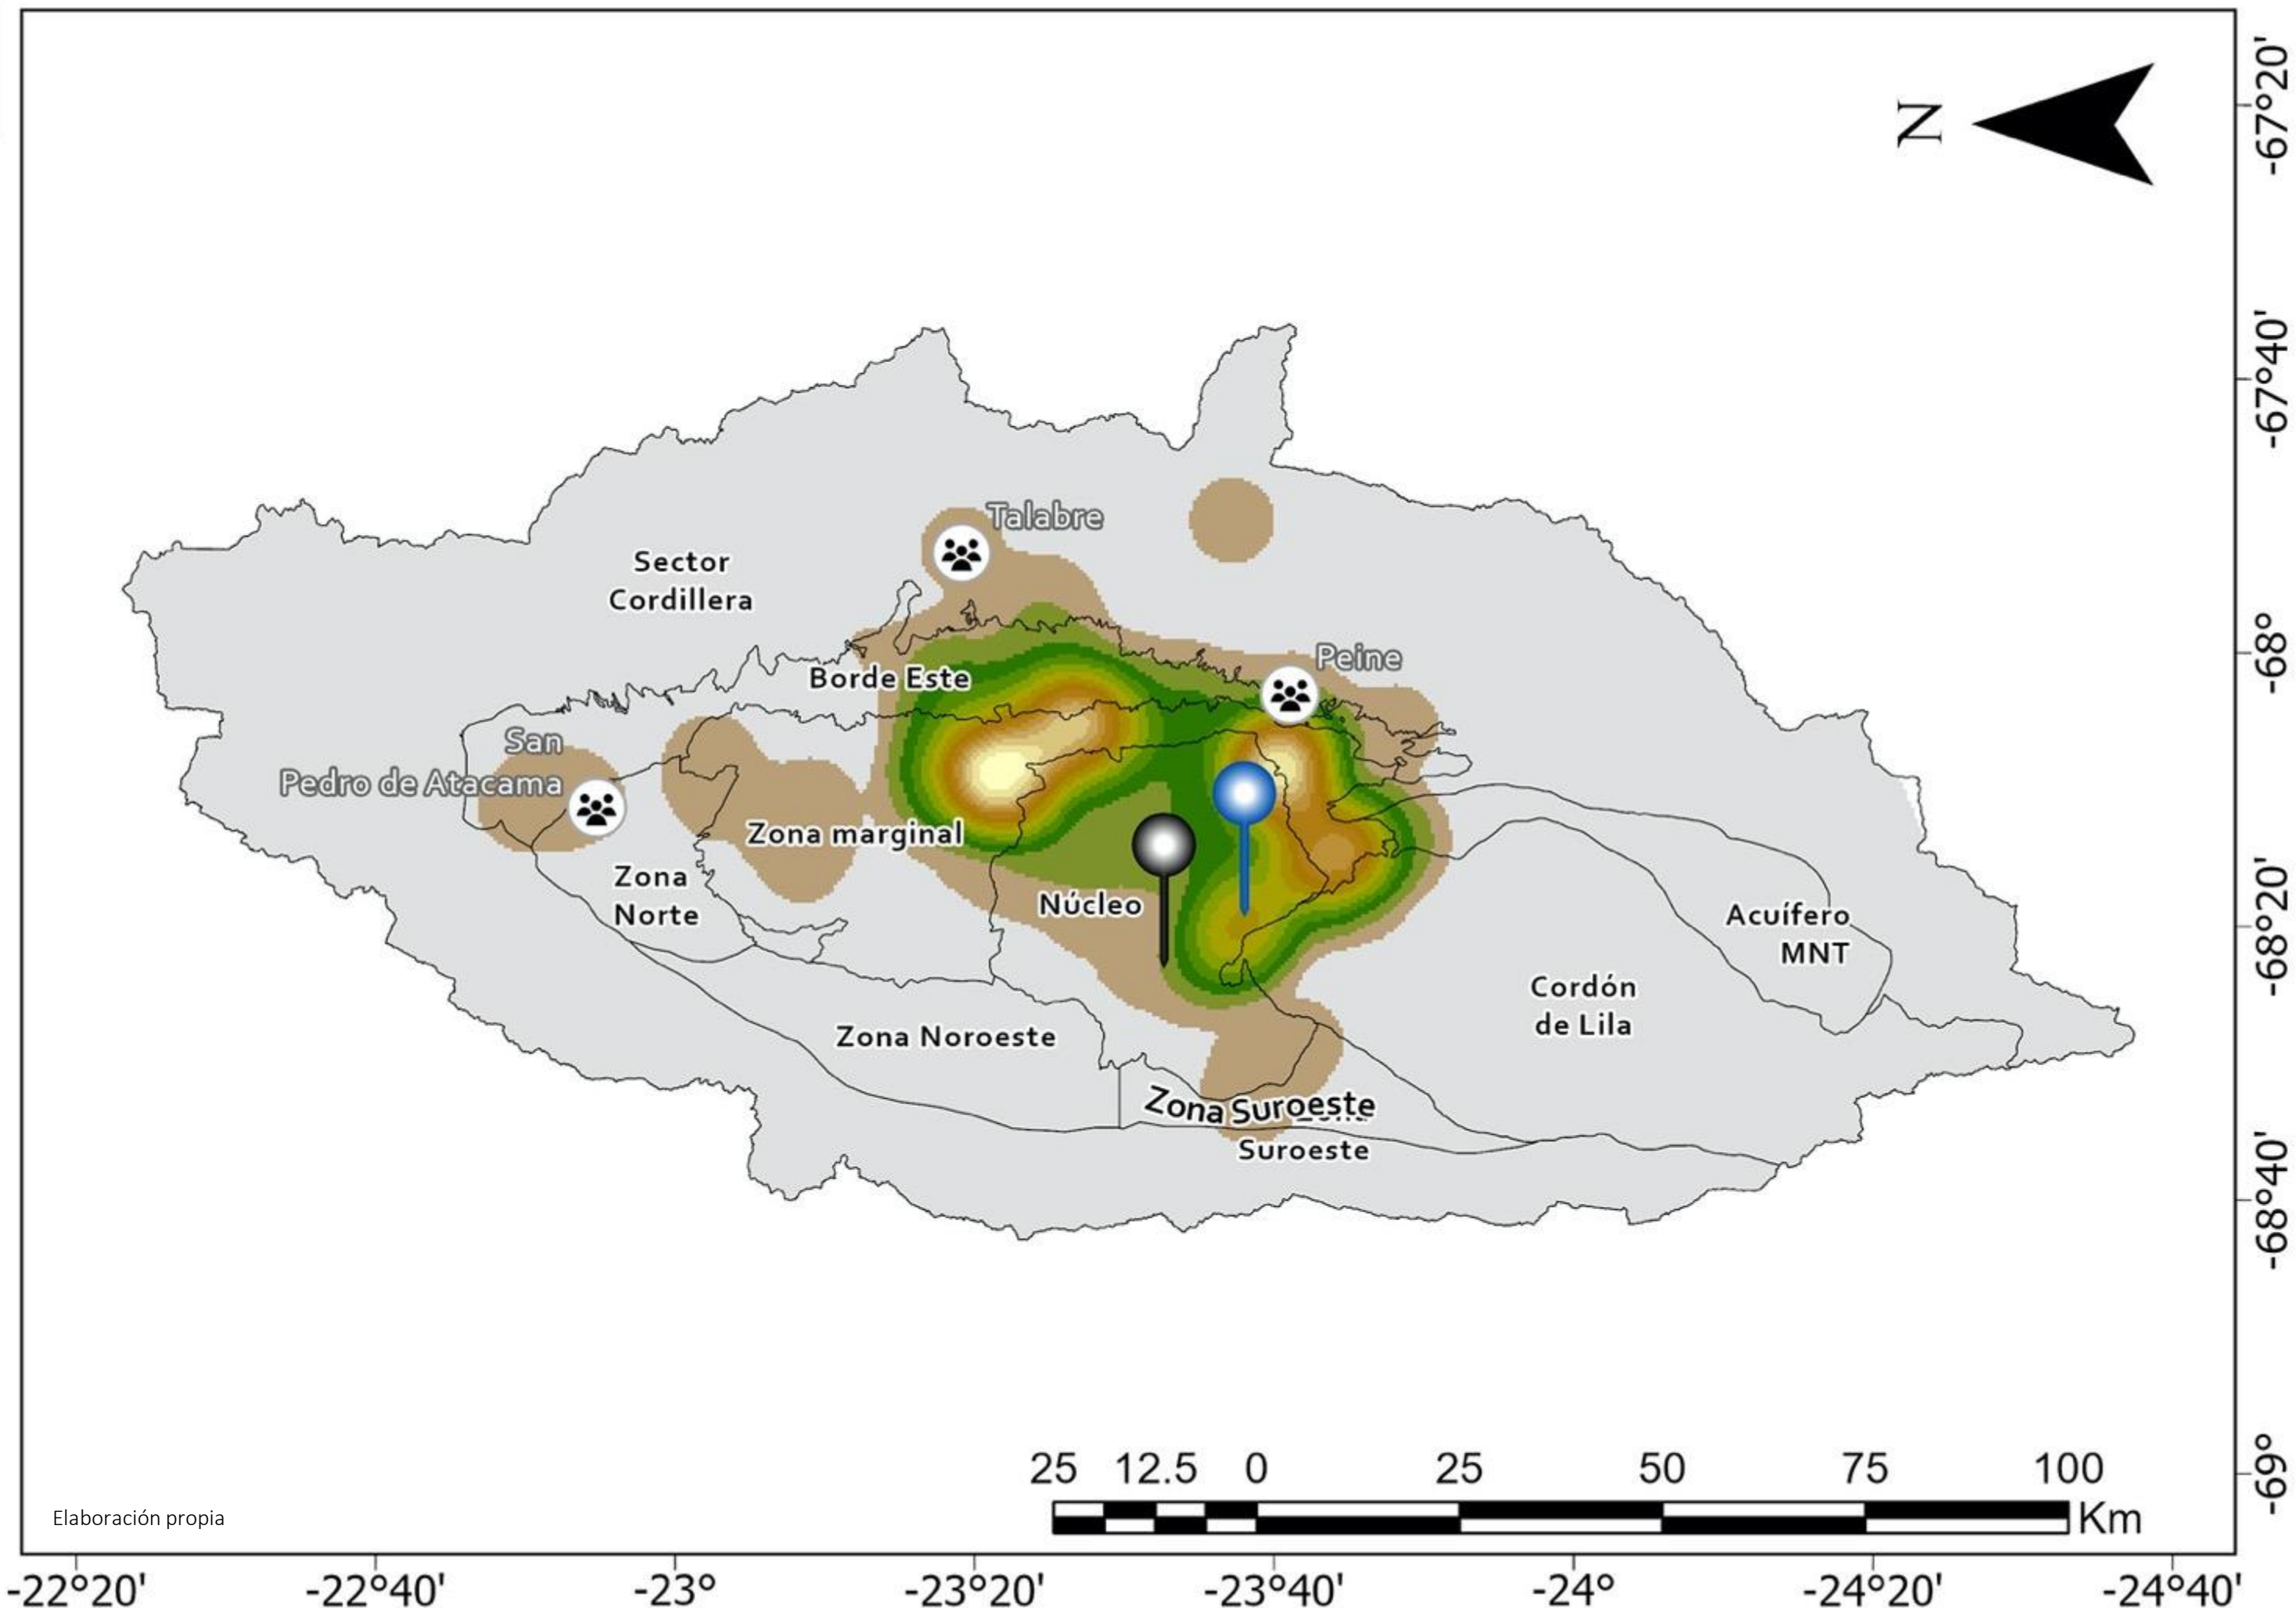 N
-67°20'
-67°40'
Talabre
Sector
Cordillera
Peine
-68°
Borde Este
San
Pedro de Atacama
Zona marginal
Zona
Norte
Núcleo
-68°20'
Acuífero
MNT
Cordón
de Lila
Zona Noroeste
Zona Suroeste
Suroeste
-68°40'
25 12.5 0 25 50 75 100
Km
-69°
Elaboración propia
-22°20' -22°40' -23° -23°20' -23°40' -24° -24°20' -24°40'